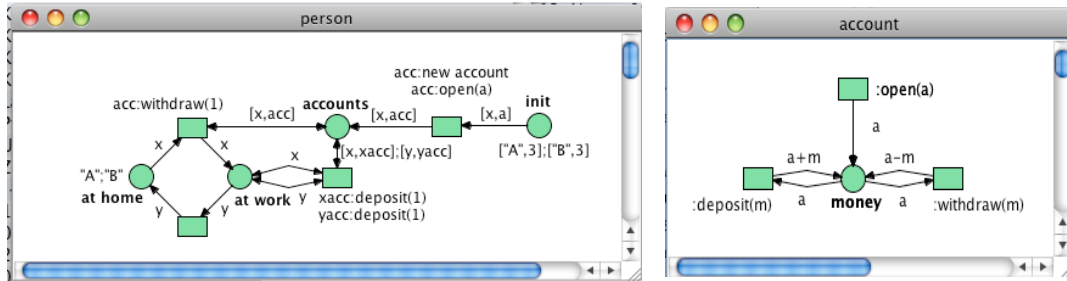 person
acc:new account
acc:open(a)
acc:withdraw(1)
accounts
init
[x,acc]
[x,acc]
[x,a]
x
x
[x,xacc];[y,yacc]
["A",3];["B",3]
"A";"B"
x
at home
at work
y
y
y
xacc:deposit(1)
yacc:deposit(1)
account
:open(a)
a
a+m
a-m
:deposit(m)
a
money
a
:withdraw(m)